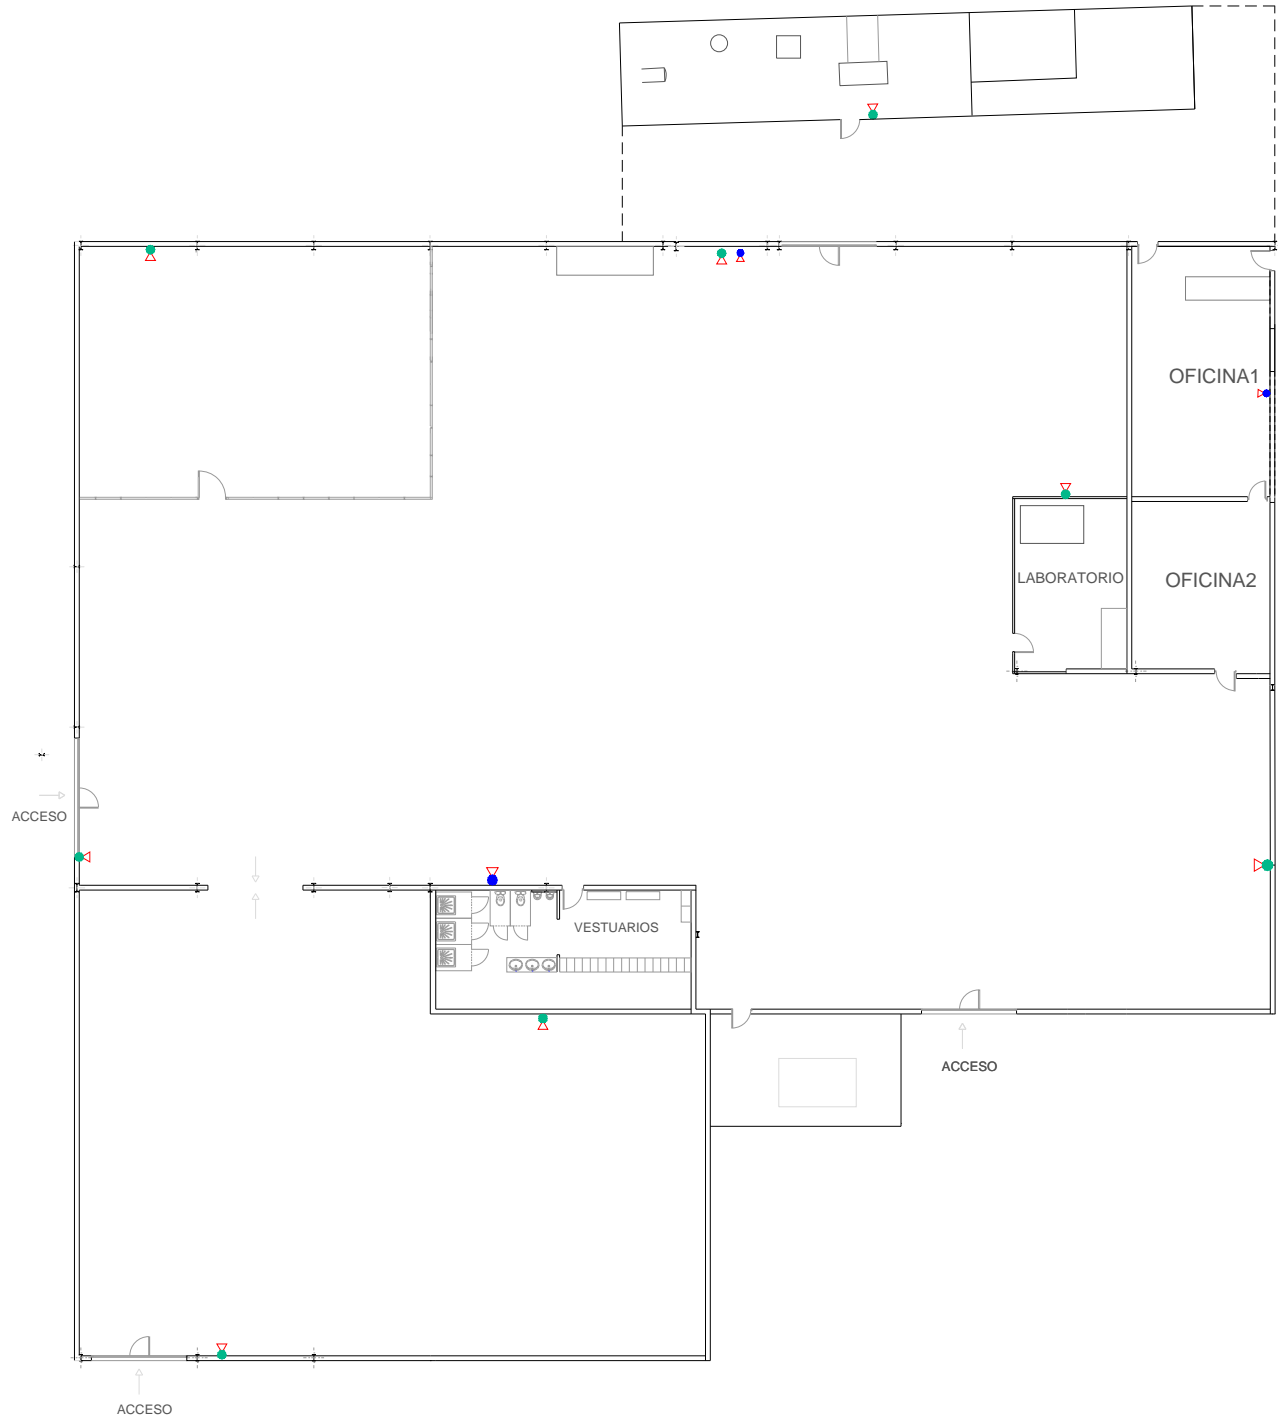 OFICINA1
LABORATORIO
OFICINA2
ACCESO
VESTUARIOS
ACCESO
ACCESO